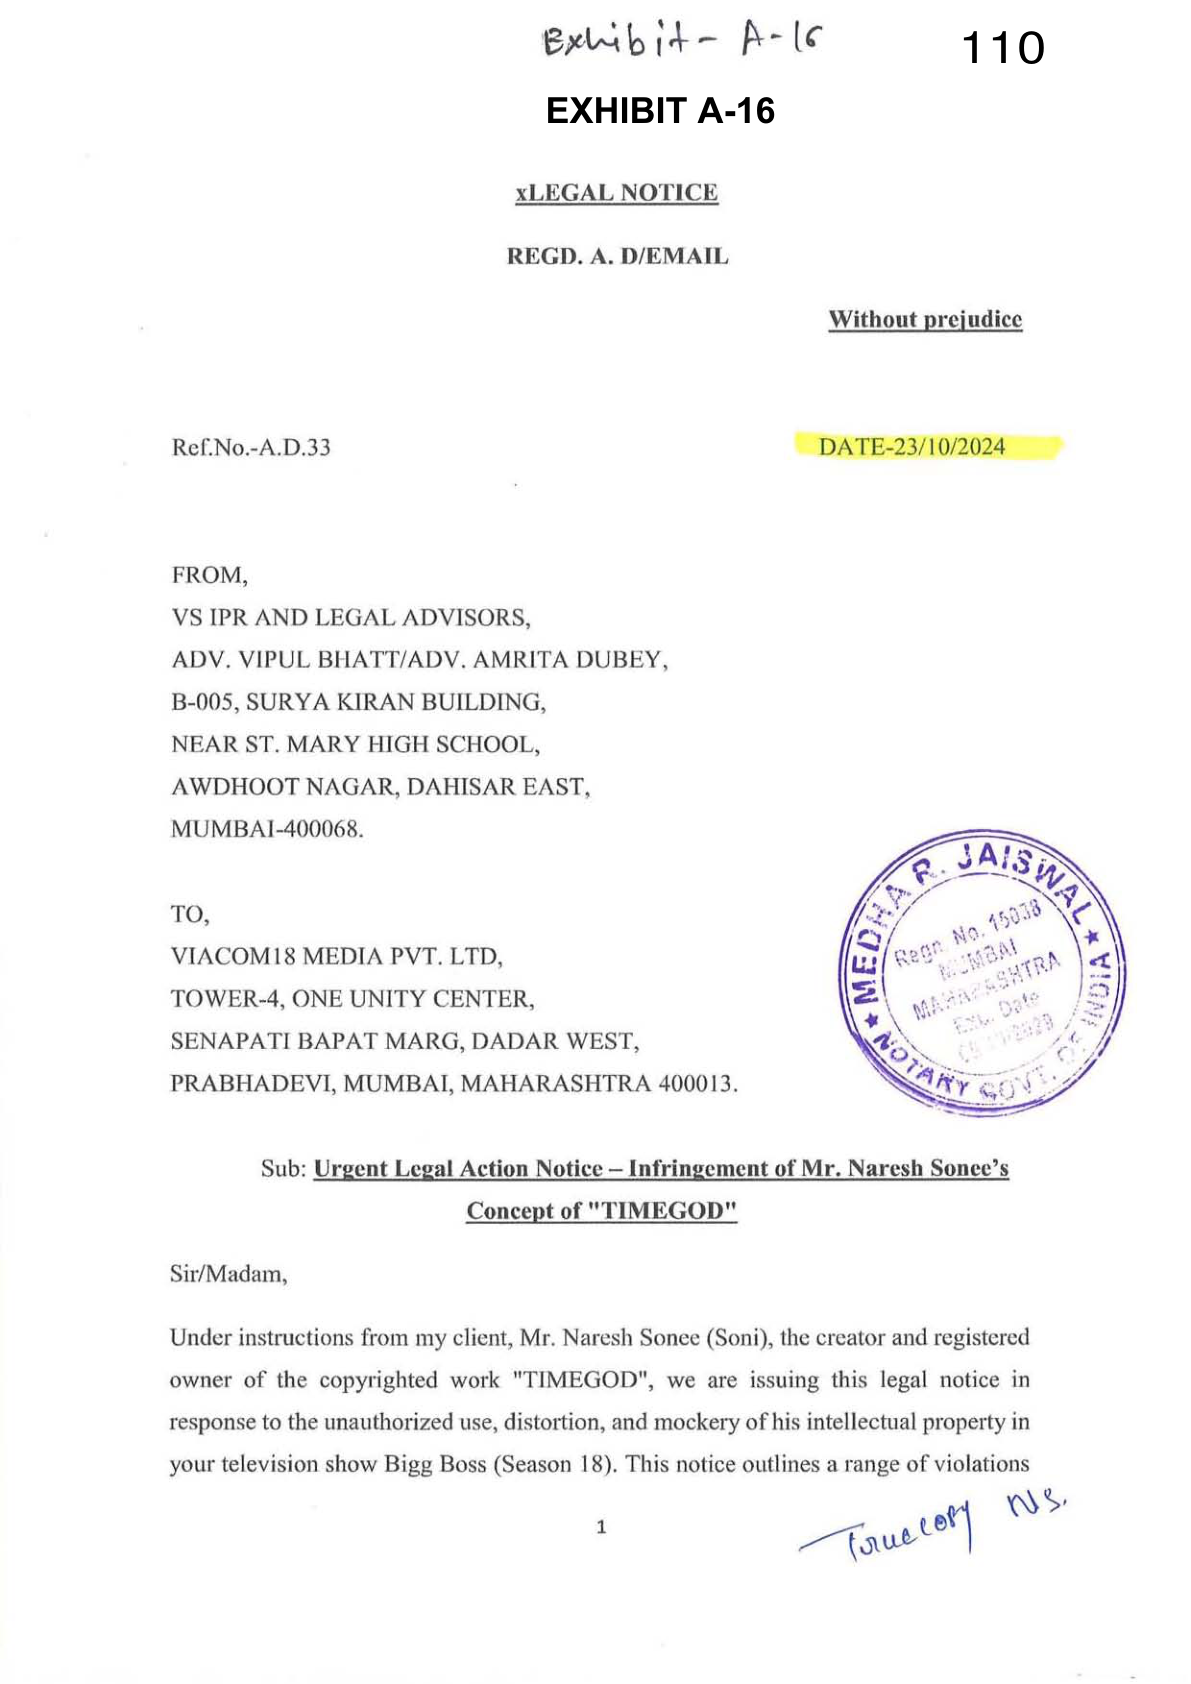 Exhibit- A-16
110
EXHIBIT A-16
xLEGAL NOTICE
REGD. A. D/EMAIL
Without prejudice
Ref.No.-A.D.33
DATE-23/10/2024
FROM,
VS IPR AND LEGAL ADVISORS,
ADV. VIPUL BHATT/ADV. AMRITA DUBEY,
B-005, SURYA KIRAN BUILDING,
NEAR ST. MARY HIGH SCHOOL,
AWDHOOT NAGAR, DAHISAR EAST,
MUMBAI-400068.
TO,
VIACOM18 MEDIA PVT. LTD,
TOWER-4, ONE UNITY CENTER,
SENAPATI BAPAT MARG, DADAR WEST,
PRABHADEVI, MUMBAI, MAHARASHTRA 400013.
MEDHA R. JAISWAL
Regn. No. 15038
MUMBAI
MAHARASHTRA
Exp. Date
NOTARY GOVT. OF INDIA
Sub: Urgent Legal Action Notice – Infringement of Mr. Naresh Sonee's
Concept of "TIMEGOD"
Sir/Madam,
Under instructions from my client, Mr. Naresh Sonee (Soni), the creator and registered
owner of the copyrighted work "TIMEGOD", we are issuing this legal notice in
response to the unauthorized use, distortion, and mockery of his intellectual property in
your television show Bigg Boss (Season 18). This notice outlines a range of violations
1
True copy NS.